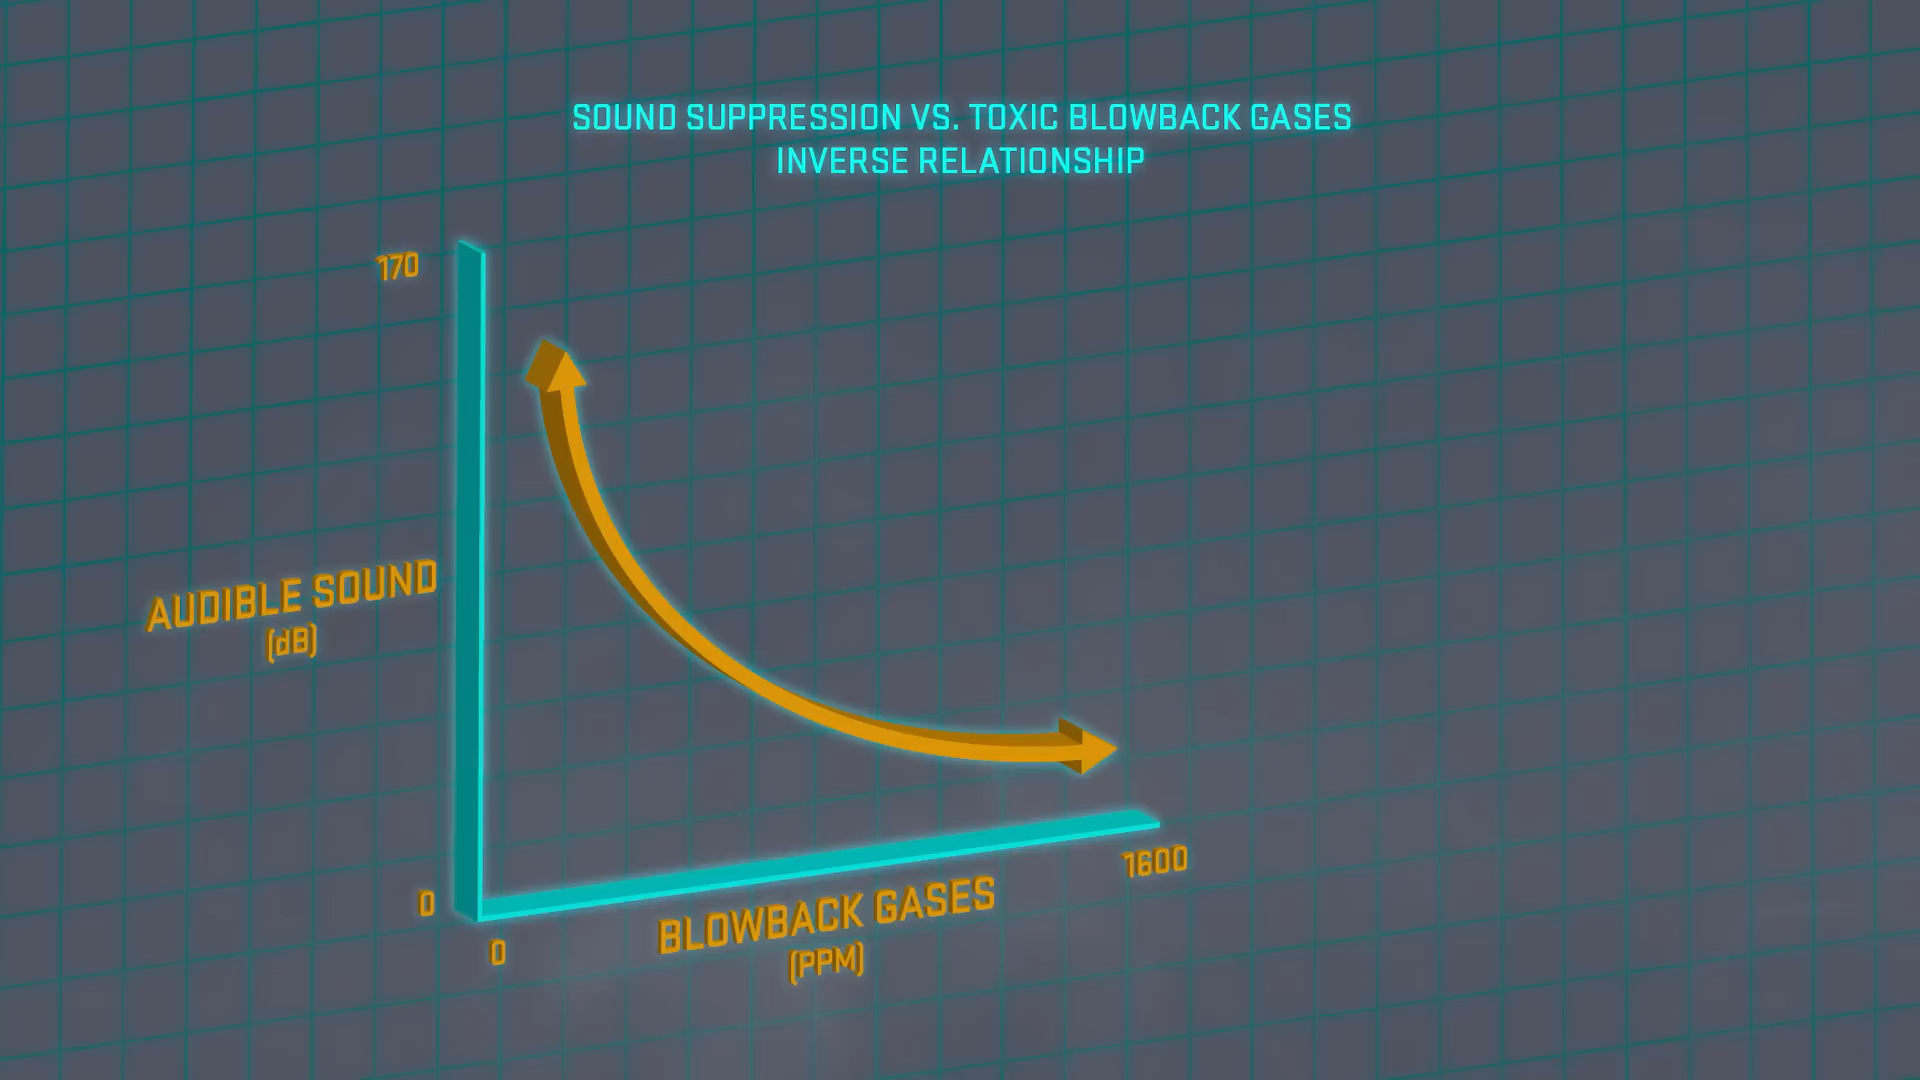 SOUND SUPPRESSION VS. TOXIC BLOWBACK GASES
INVERSE RELATIONSHIP
170
AUDIBLE SOUND
(dB)
0
0
BLOWBACK GASES
(PPM)
1600